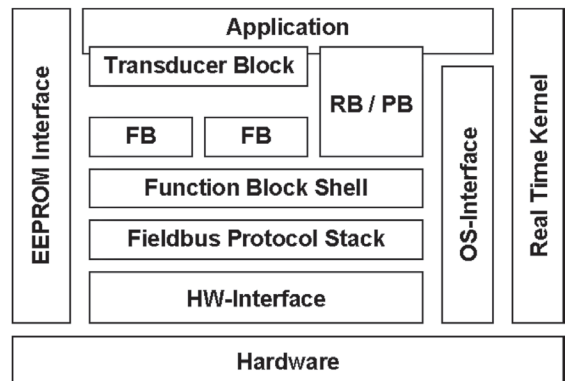 Application
Transducer Block
RB / PB
FB
FB
Function Block Shell
Fieldbus Protocol Stack
HW-Interface
EEPROM Interface
OS-Interface
Real Time Kernel
Hardware